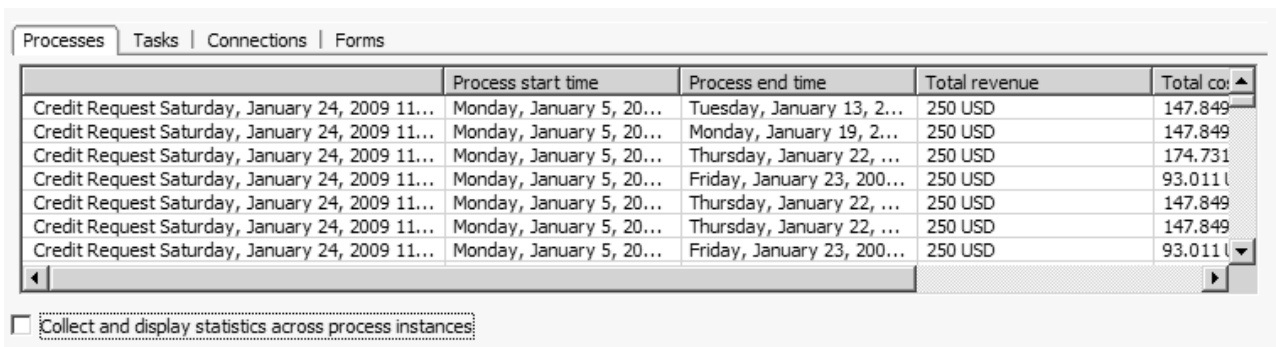 Processes Tasks | Connections | Forms
Process start time Process end time Total revenue Total co
Credit Request Saturday, January 24, 2009 11... Monday, January 5, 20... Tuesday, January 13, 2... 250 USD 147.849
Credit Request Saturday, January 24, 2009 11... Monday, January 5, 20... Monday, January 19, 2... 250 USD 147.849
Credit Request Saturday, January 24, 2009 11... Monday, January 5, 20... Thursday, January 22, ... 250 USD 174.731
Credit Request Saturday, January 24, 2009 11... Monday, January 5, 20... Friday, January 23, 200... 250 USD 93.011
Credit Request Saturday, January 24, 2009 11... Monday, January 5, 20... Thursday, January 22, ... 250 USD 147.849
Credit Request Saturday, January 24, 2009 11... Monday, January 5, 20... Thursday, January 22, ... 250 USD 147.849
Credit Request Saturday, January 24, 2009 11... Monday, January 5, 20... Friday, January 23, 200... 250 USD 93.011
Collect and display statistics across process instances